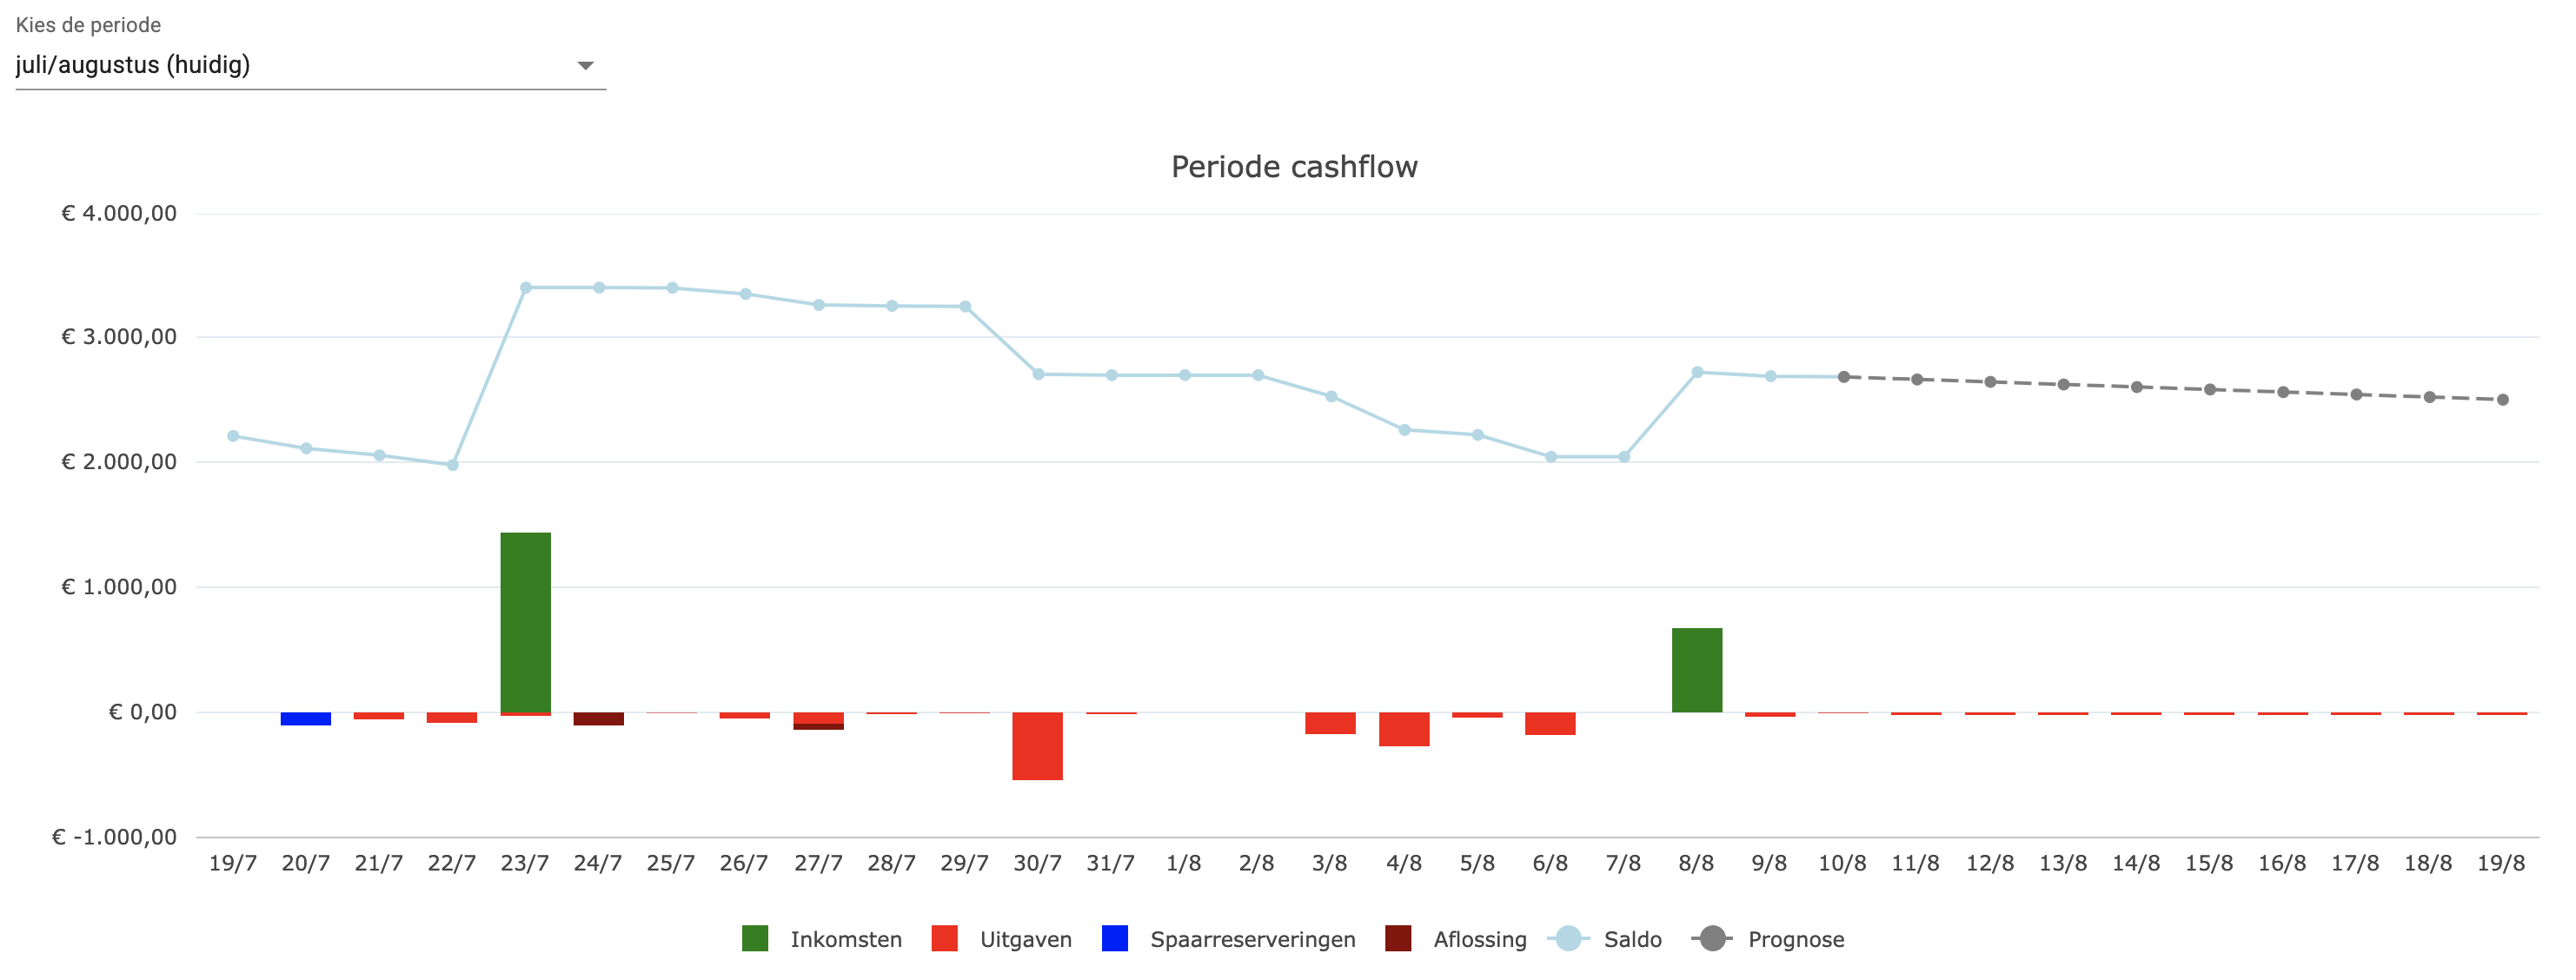 Kies de periode
juli/augustus (huidig)
Periode cashflow
€ 4.000,00
€ 3.000,00
€ 2.000,00
€ 1.000,00
€ 0,00
€ -1.000,00
19/7 20/7 21/7 22/7 23/7 24/7 25/7 26/7 27/7 28/7 29/7 30/7 31/7 1/8 2/8 3/8 4/8 5/8 6/8 7/8 8/8 9/8 10/8 11/8 12/8 13/8 14/8 15/8 16/8 17/8 18/8 19/8
Inkomsten Uitgaven Spaarreserveringen Aflossing Saldo Prognose